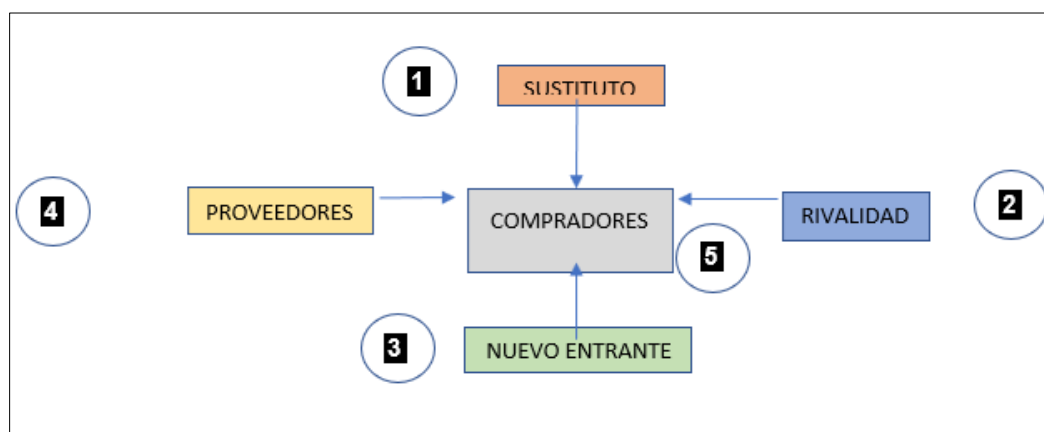 1
SUSTITUTO
4
PROVEEDORES
COMPRADORES
RIVALIDAD
2
5
3
NUEVO ENTRANTE